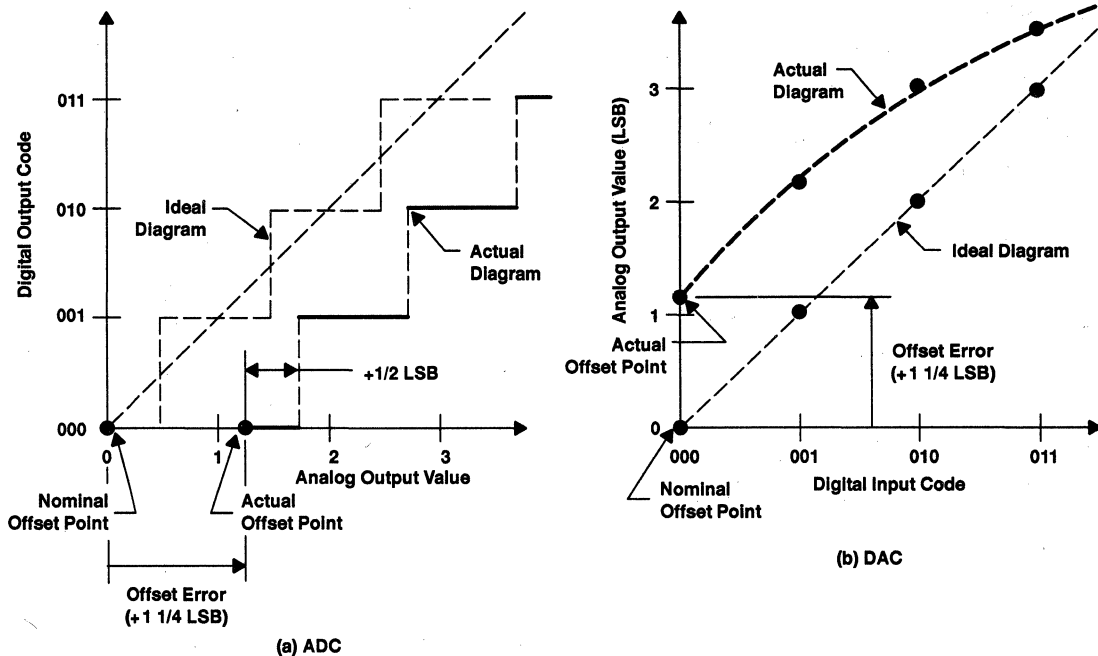 Digital Output Code
011
010
001
000
Ideal
Diagram
Actual
Diagram
+1/2 LSB
0
1
2
3
Analog Output Value
Nominal
Offset Point
Actual
Offset Point
Offset Error
(+1 1/4 LSB)
(a) ADC
Analog Output Value (LSB)
3
2
1
0
Actual
Diagram
Ideal Diagram
Actual
Offset Point
Offset Error
(+1 1/4 LSB)
000
001
010
011
Digital Input Code
Nominal
Offset Point
(b) DAC